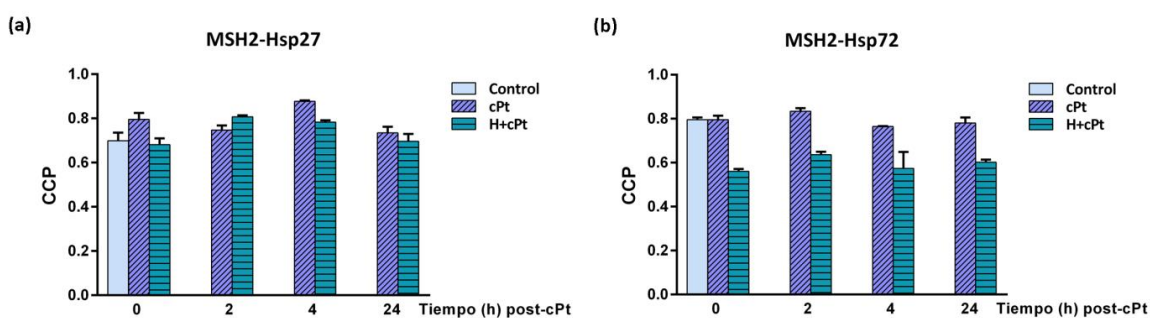 (a)
MSH2-Hsp27
CCP
1.0
0.8
0.6
0.4
0.2
0.0
0 2 4 24 Tiempo (h) post-cPt
Control
cPt
H+cPt
(b)
MSH2-Hsp72
CCP
1.0
0.8
0.6
0.4
0.2
0.0
0 2 4 24 Tiempo (h) post-cPt
Control
cPt
H+cPt